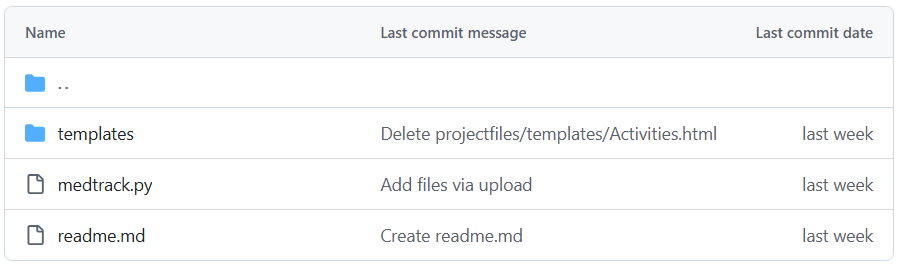 Name Last commit message Last commit date
..
templates Delete projectfiles/templates/Activities.html last week
medtrack.py Add files via upload last week
readme.md Create readme.md last week